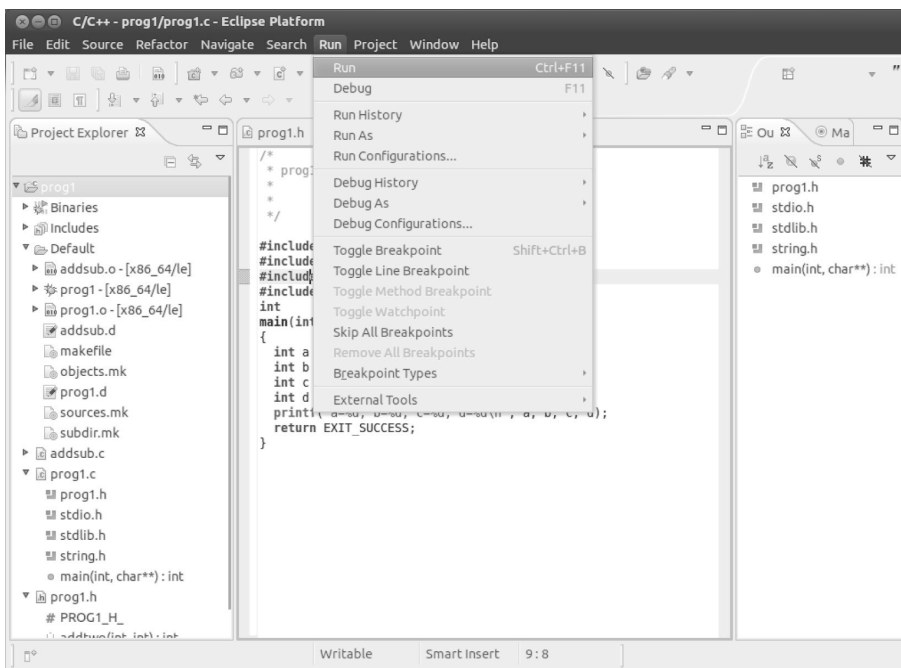 C/C++ - prog1/prog1.c - Eclipse Platform
File Edit Source Refactor Navigate Search Run Project Window Help
Project Explorer
prog1
Binaries
Includes
Default
addsub.o - [x86_64/le]
prog1 - [x86_64/le]
prog1.o - [x86_64/le]
addsub.d
makefile
objects.mk
prog1.d
sources.mk
subdir.mk
addsub.c
prog1.c
prog1.h
stdio.h
stdlib.h
string.h
main(int, char**) : int
prog1.h
# PROG1_H_
addtwo(int, int) : int
prog1.h
/*
*
*
*
*/
#include
#include
#include
#include
int
main(int
{
int a
int b
int c
int d
printf("a=%d, b=%d, c=%d, d=%d\n", a, b, c, d);
return EXIT_SUCCESS;
}
Run Ctrl+F11
Debug F11
Run History
Run As
Run Configurations...
Debug History
Debug As
Debug Configurations...
Toggle Breakpoint Shift+Ctrl+B
Toggle Line Breakpoint
Toggle Method Breakpoint
Toggle Watchpoint
Skip All Breakpoints
Remove All Breakpoints
Breakpoint Types
External Tools
Ou Ma
prog1.h
stdio.h
stdlib.h
string.h
main(int, char**) : int
Writable Smart Insert 9 : 8